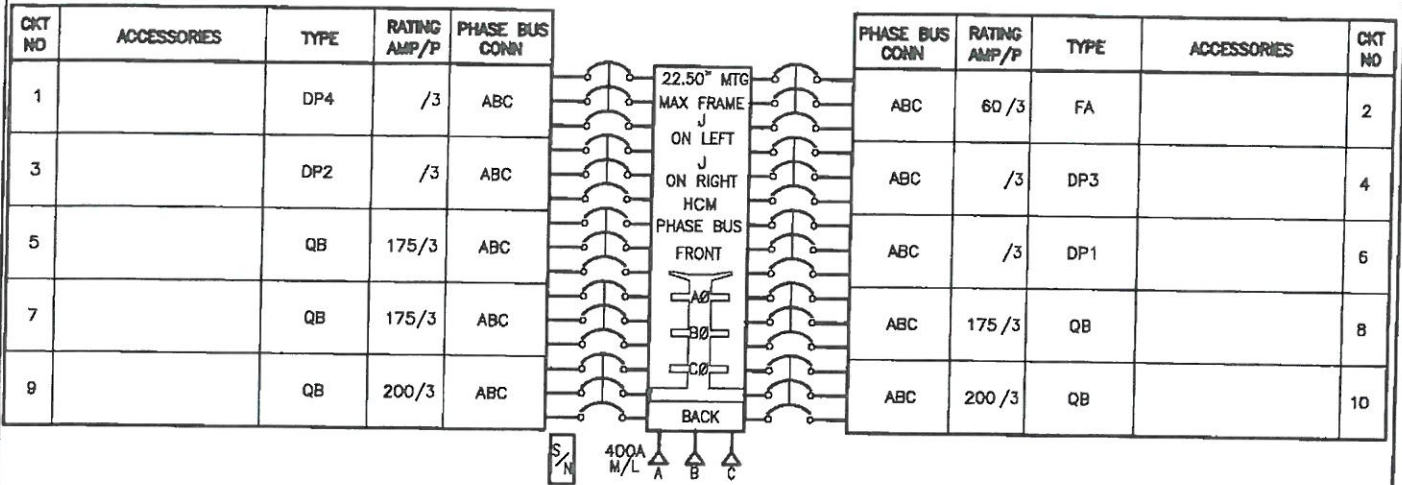 CKT NO ACCESSORIES TYPE RATING AMP/P PHASE BUS CONN
1 DP4 /3 ABC
3 DP2 /3 ABC
5 QB 175/3 ABC
7 QB 175/3 ABC
9 QB 200/3 ABC
22.50" MTG
MAX FRAME
J
ON LEFT
J
ON RIGHT
HCM
PHASE BUS
FRONT
AØ
BØ
CØ
BACK
S/N
400A
M/L
A B C
PHASE BUS CONN RATING AMP/P TYPE ACCESSORIES CKT NO
ABC 60/3 FA 2
ABC /3 DP3 4
ABC /3 DP1 6
ABC 175/3 QB 8
ABC 200/3 QB 10